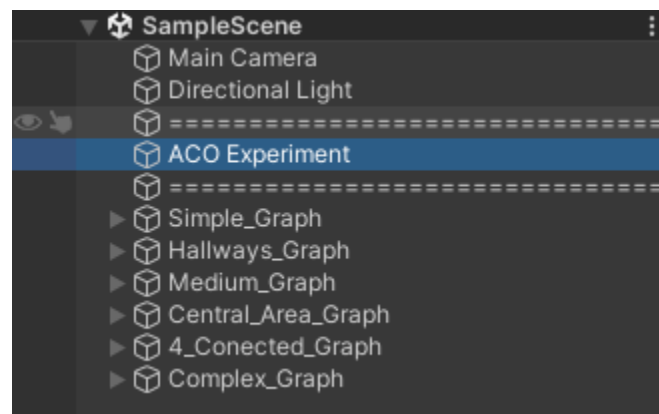 SampleScene
Main Camera
Directional Light
===============================
ACO Experiment
===============================
Simple_Graph
Hallways_Graph
Medium_Graph
Central_Area_Graph
4_Conected_Graph
Complex_Graph